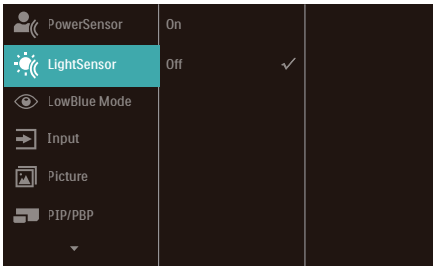 PowerSensor
On
LightSensor
Off
LowBlue Mode
Input
Picture
PIP/PBP